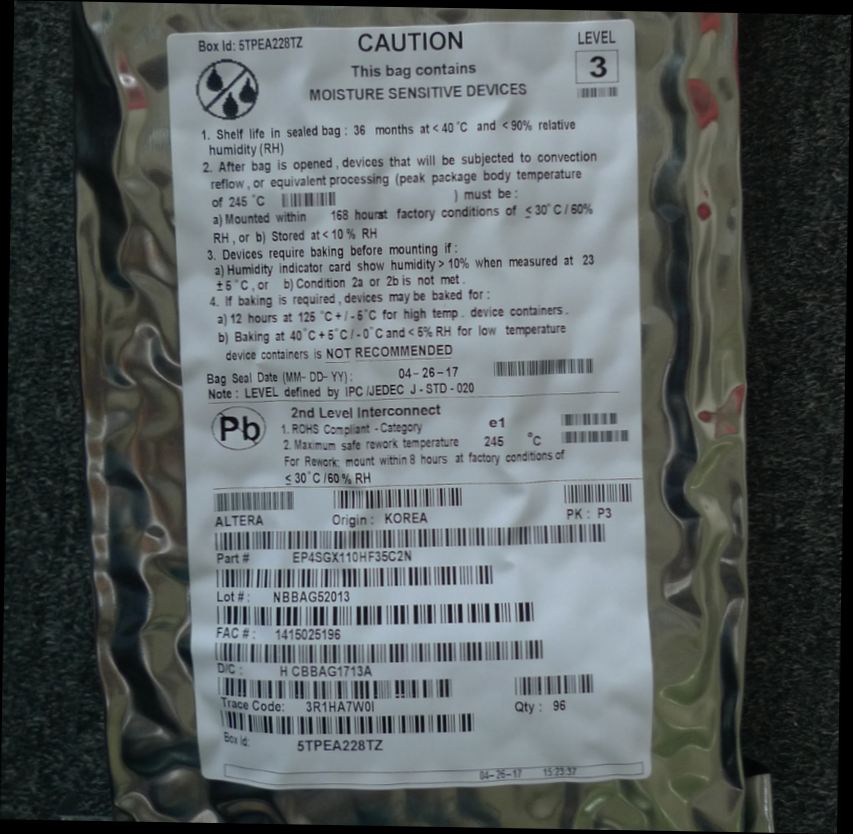 Box Id: 5TPEA228TZ
CAUTION
LEVEL
3
This bag contains
MOISTURE SENSITIVE DEVICES
1. Shelf life in sealed bag : 36 months at < 40 °C and < 90% relative
humidity (RH)
2. After bag is opened , devices that will be subjected to convection
reflow , or equivalent processing (peak package body temperature
of 245 °C ) must be :
a) Mounted within 168 hours at factory conditions of ≤ 30°C / 60%
RH , or b) Stored at < 10 % RH
3. Devices require baking before mounting if :
a) Humidity indicator card show humidity > 10% when measured at 23
± 5 °C , or b) Condition 2a or 2b is not met .
4. If baking is required , devices may be baked for :
a) 12 hours at 125 °C + / - 5°C for high temp . device containers .
b) Baking at 40°C + 5°C / - 0°C and < 5% RH for low temperature
device containers is NOT RECOMMENDED
Bag Seal Date (MM- DD- YY) : 04-26-17
Note : LEVEL defined by IPC /JEDEC J - STD - 020
Pb
2nd Level Interconnect
1. ROHS Compliant - Category e1
2. Maximum safe rework temperature 245 °C
For Rework: mount within 8 hours at factory conditions of
≤ 30°C /60 % RH
ALTERA Origin : KOREA PK : P3
Part # EP4SGX110HF35C2N
Lot # : NBBAG52013
FAC # : 1415025196
D/C : H CBBAG1713A
Trace Code: 3R1HA7W0I Qty : 96
Box Id: 5TPEA228TZ
04-26-17 15:23:37